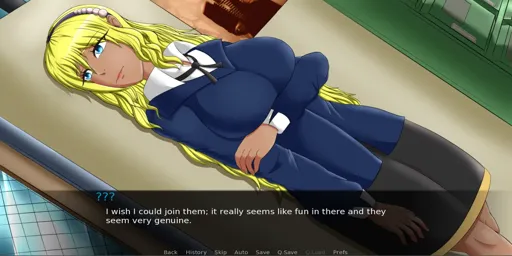 ???
I wish I could join them; it really seems like fun in there and they
seem very genuine.
Back History Skip Auto Save Q.Save Q.Load Prefs